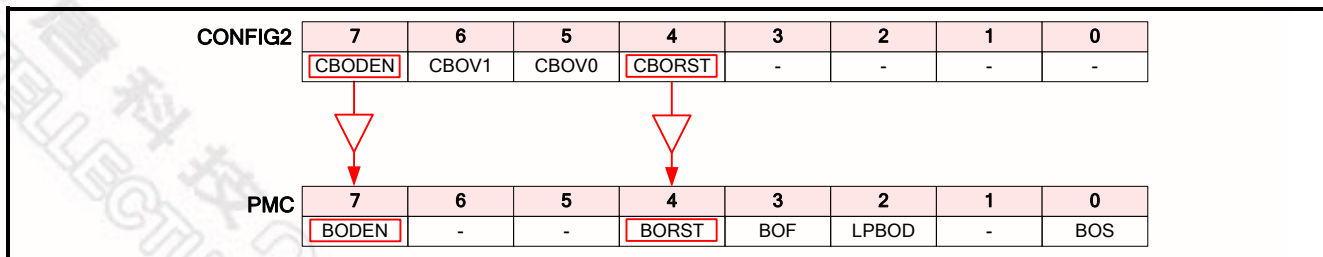 CONFIG2 7 6 5 4 3 2 1 0
CBODEN CBOV1 CBOV0 CBORST - - - -
PMC 7 6 5 4 3 2 1 0
BODEN - - BORST BOF LPBOD - BOS